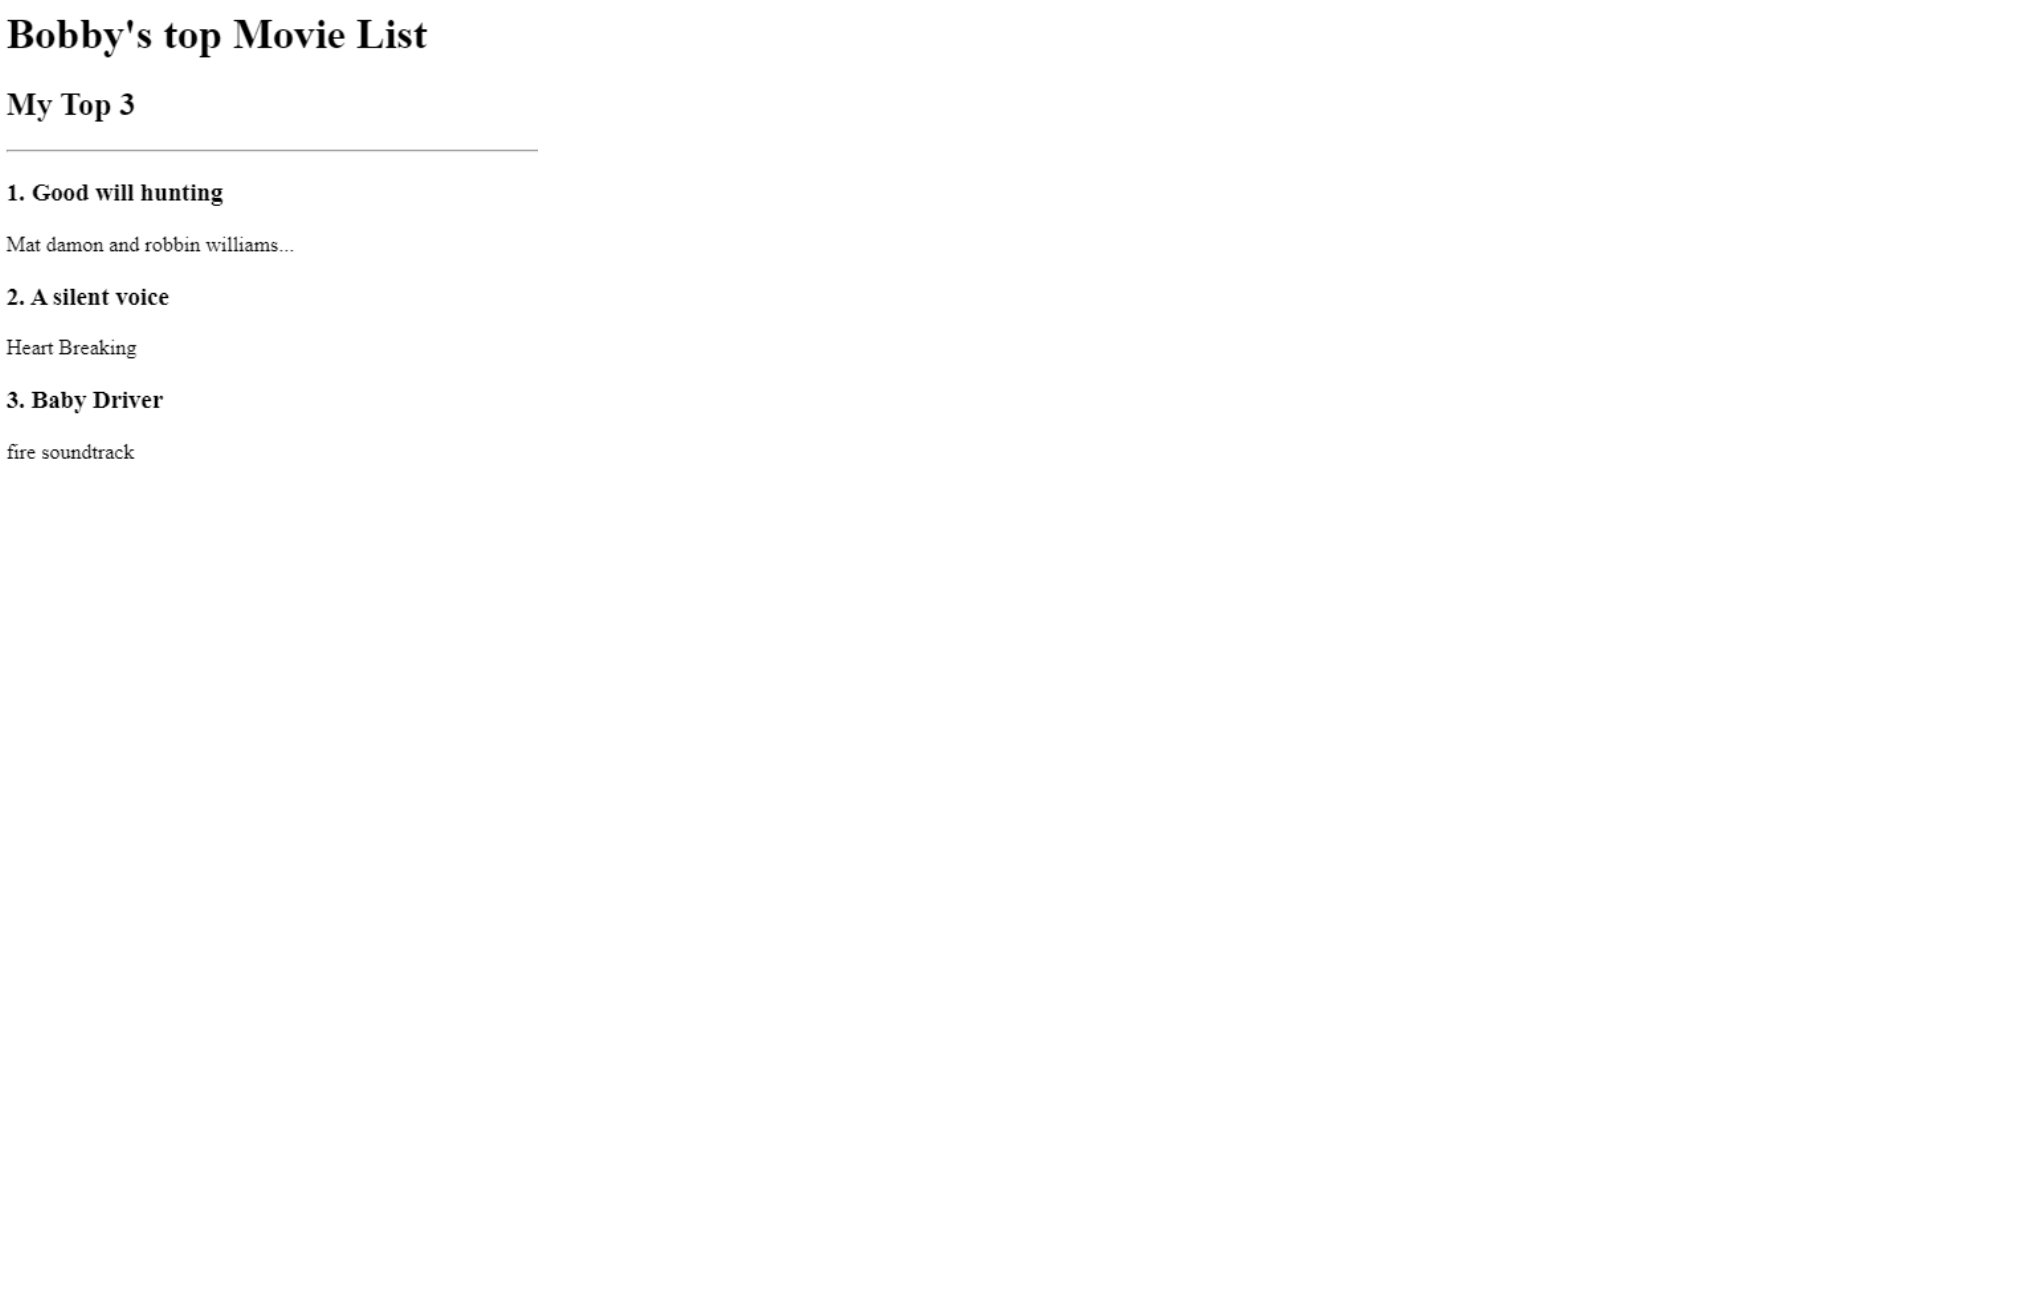 Bobby's top Movie List
My Top 3
1. Good will hunting
Mat damon and robbin williams...
2. A silent voice
Heart Breaking
3. Baby Driver
fire soundtrack